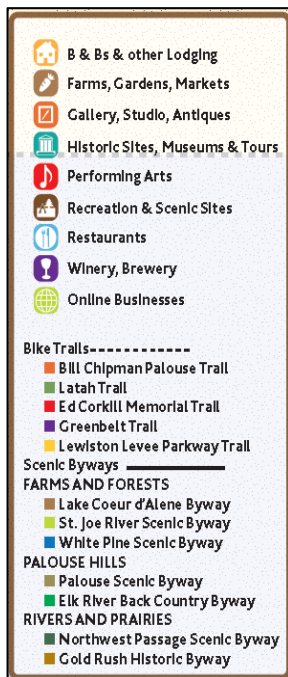 B & Bs & other Lodging
Farms, Gardens, Markets
Gallery, Studio, Antiques
Historic Sites, Museums & Tours
Performing Arts
Recreation & Scenic Sites
Restaurants
Winery, Brewery
Online Businesses
Bike Trails------------
Bill Chipman Palouse Trail
Latah Trail
Ed Corkill Memorial Trail
Greenbelt Trail
Lewiston Levee Parkway Trail
Scenic Byways
FARMS AND FORESTS
Lake Coeur d'Alene Byway
St. Joe River Scenic Byway
White Pine Scenic Byway
PALOUSE HILLS
Palouse Scenic Byway
Elk River Back Country Byway
RIVERS AND PRAIRIES
Northwest Passage Scenic Byway
Gold Rush Historic Byway